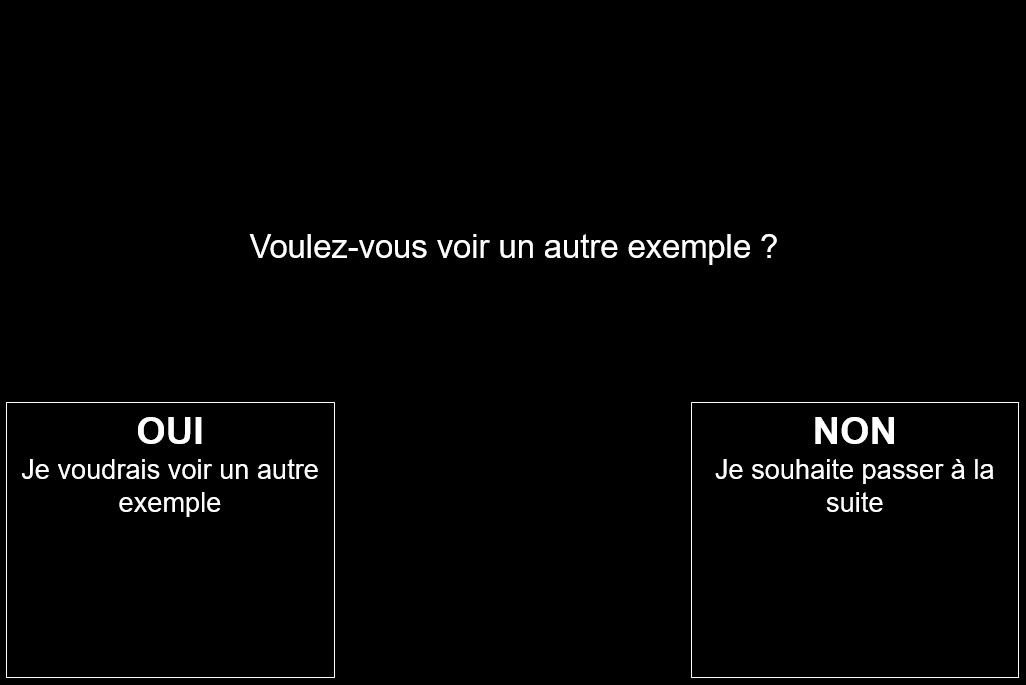 Voulez-vous voir un autre exemple ?
OUI
Je voudrais voir un autre
exemple
NON
Je souhaite passer à la
suite